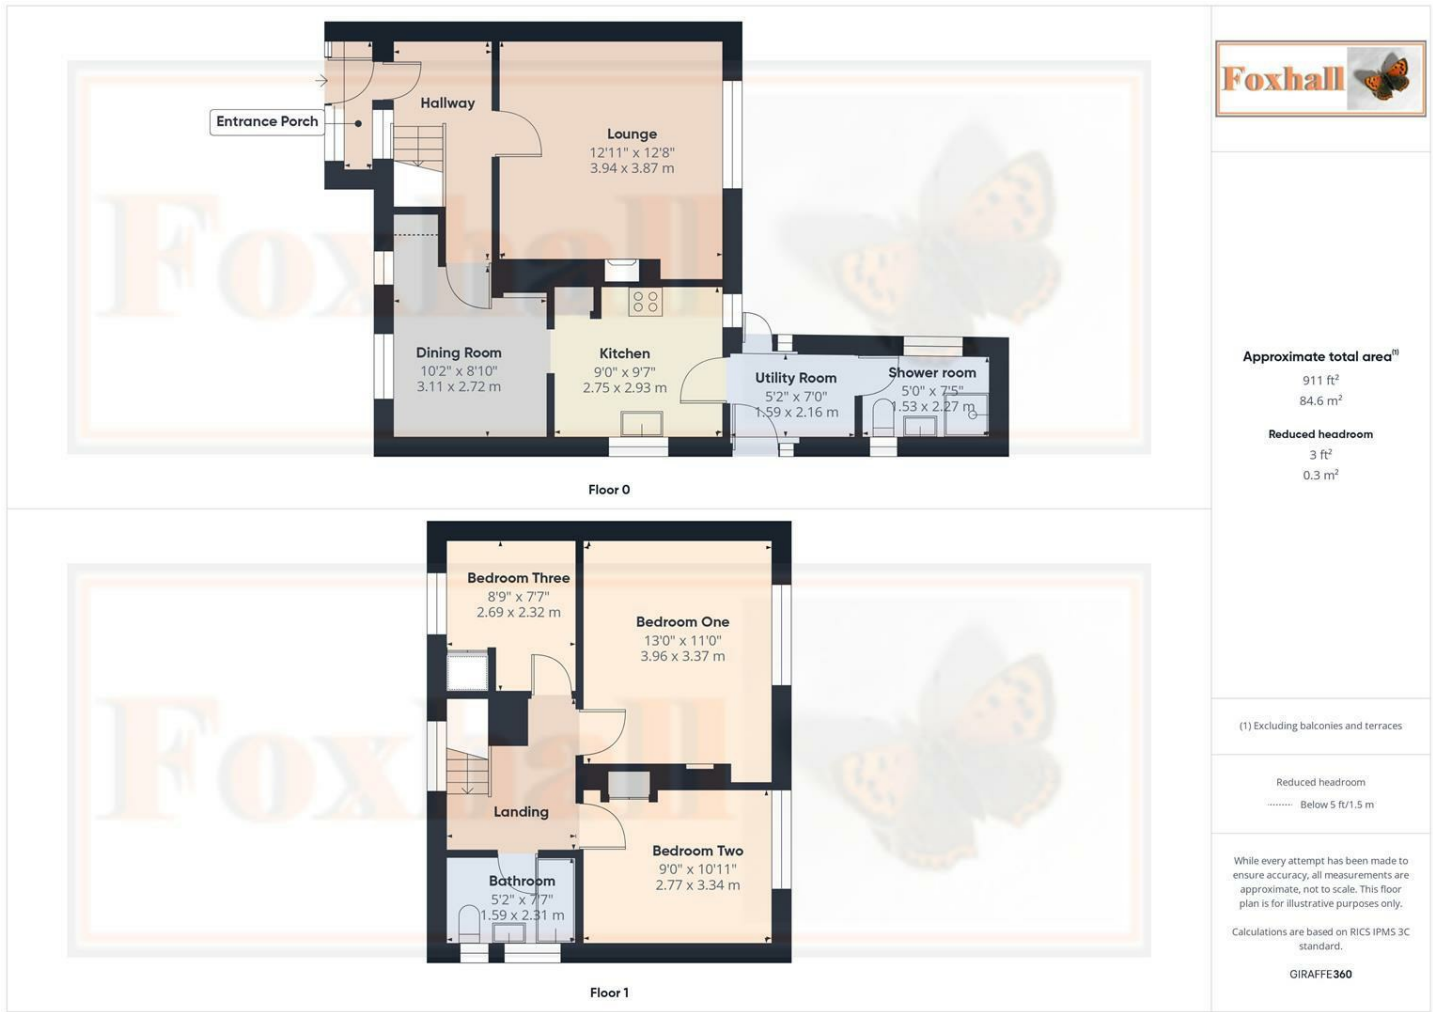 Foxhall
Entrance Porch
Hallway
Lounge
12'11" x 12'8"
3.94 x 3.87 m
Dining Room
10'2" x 8'10"
3.11 x 2.72 m
Kitchen
9'0" x 9'7"
2.75 x 2.93 m
Utility Room
5'2" x 7'0"
1.59 x 2.16 m
Shower room
5'0" x 7'5"
1.53 x 2.27 m
Foxhall
Floor 0
Bedroom Three
8'9" x 7'7"
2.69 x 2.32 m
Bedroom One
13'0" x 11'0"
3.96 x 3.37 m
Landing
Bedroom Two
9'0" x 10'11"
2.77 x 3.34 m
Bathroom
5'2" x 7'7"
1.59 x 2.31 m
Foxhall
Floor 1
Approximate total area(1)
911 ft²
84.6 m²
Reduced headroom
3 ft²
0.3 m²
(1) Excluding balconies and terraces
Reduced headroom
Below 5 ft/1.5 m
While every attempt has been made to
ensure accuracy, all measurements are
approximate, not to scale. This floor
plan is for illustrative purposes only.
Calculations are based on RICS IPMS 3C
standard.
GIRAFFE360